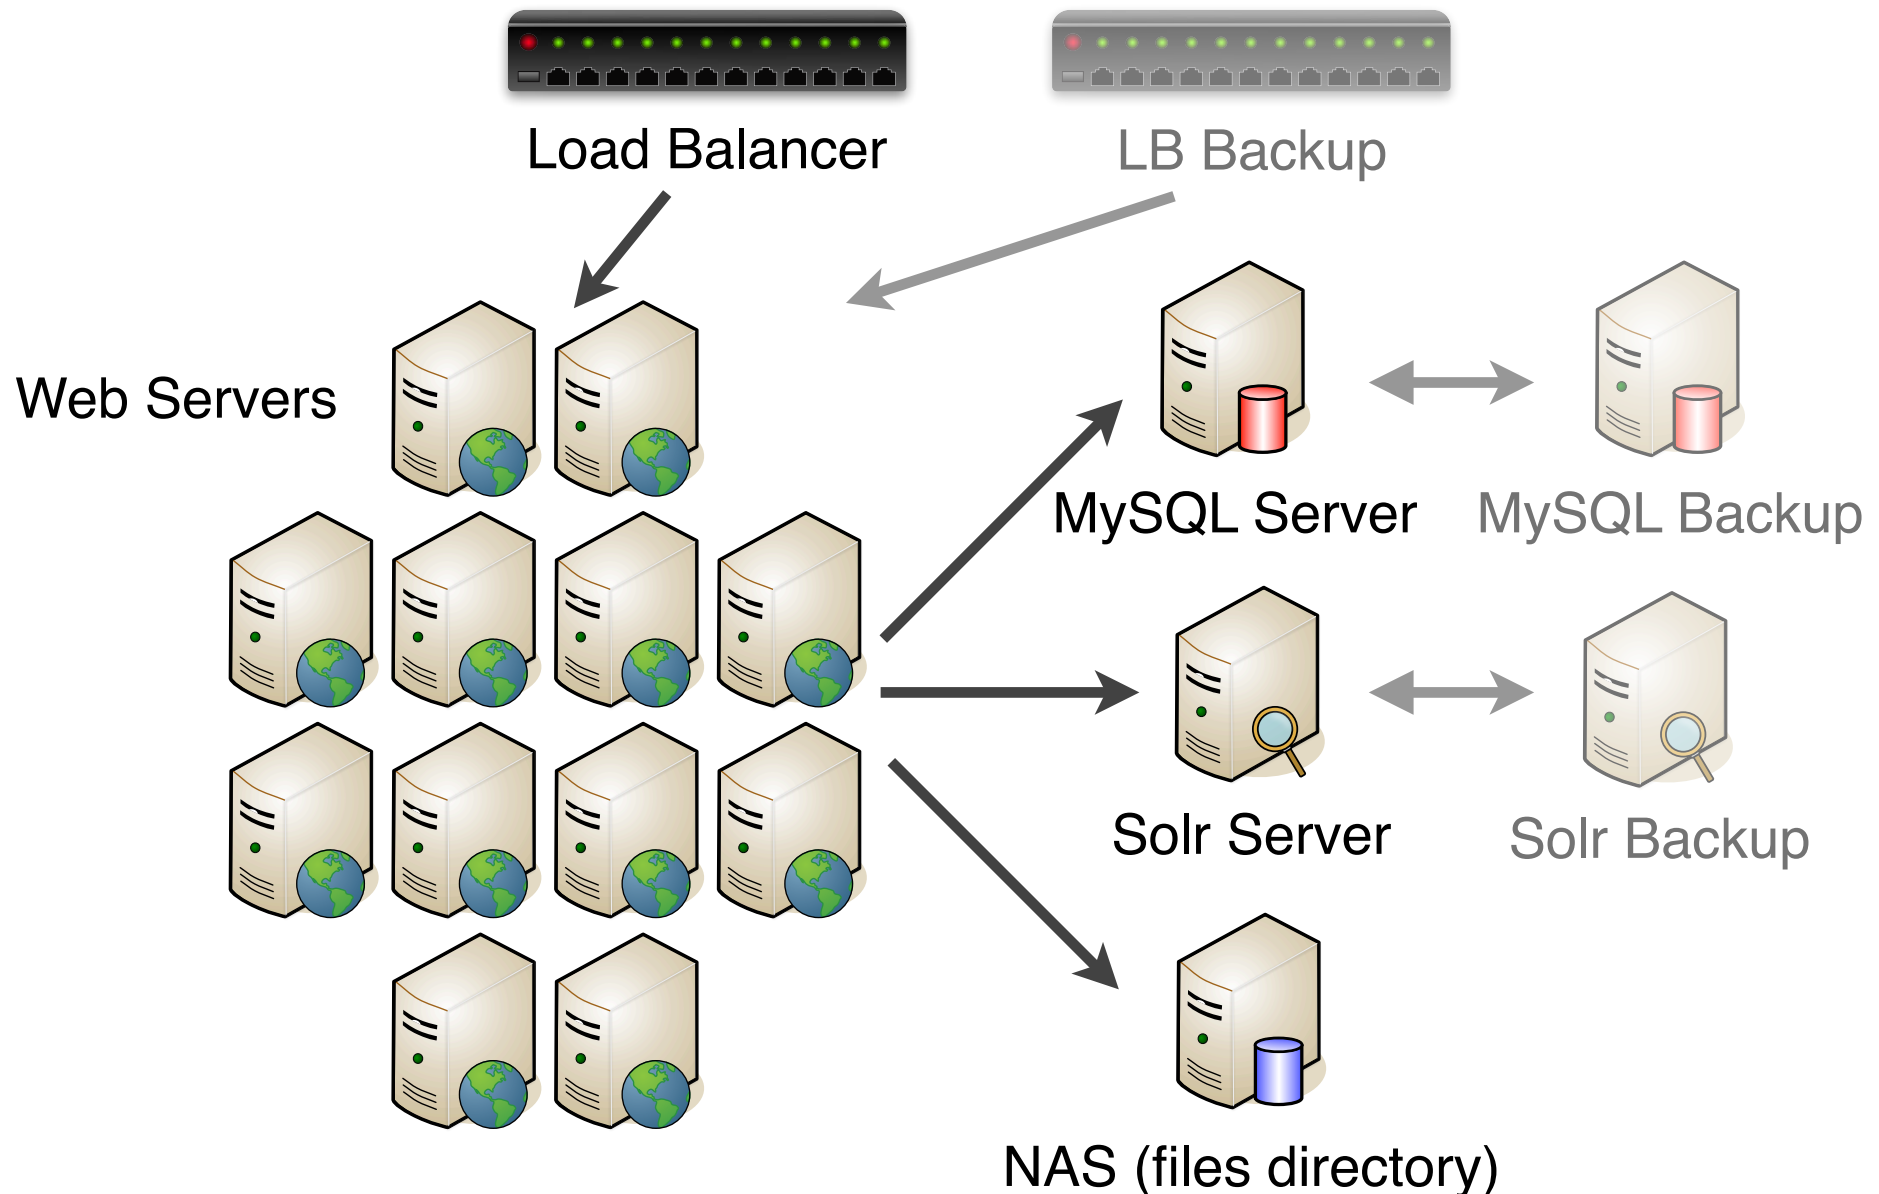 Load Balancer
LB Backup
Web Servers
MySQL Server
MySQL Backup
Solr Server
Solr Backup
NAS (files directory)